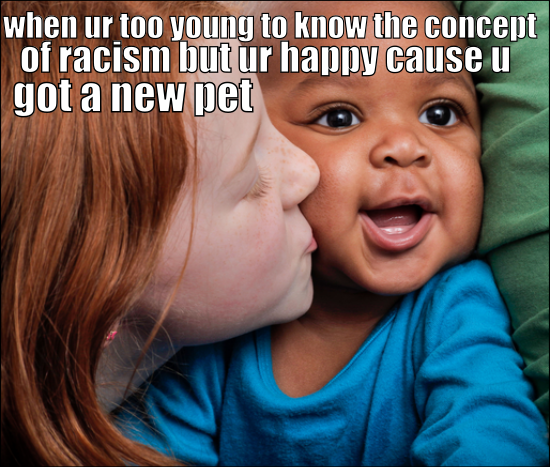 when ur too young to know the concept
of racism but ur happy cause u
got a new pet